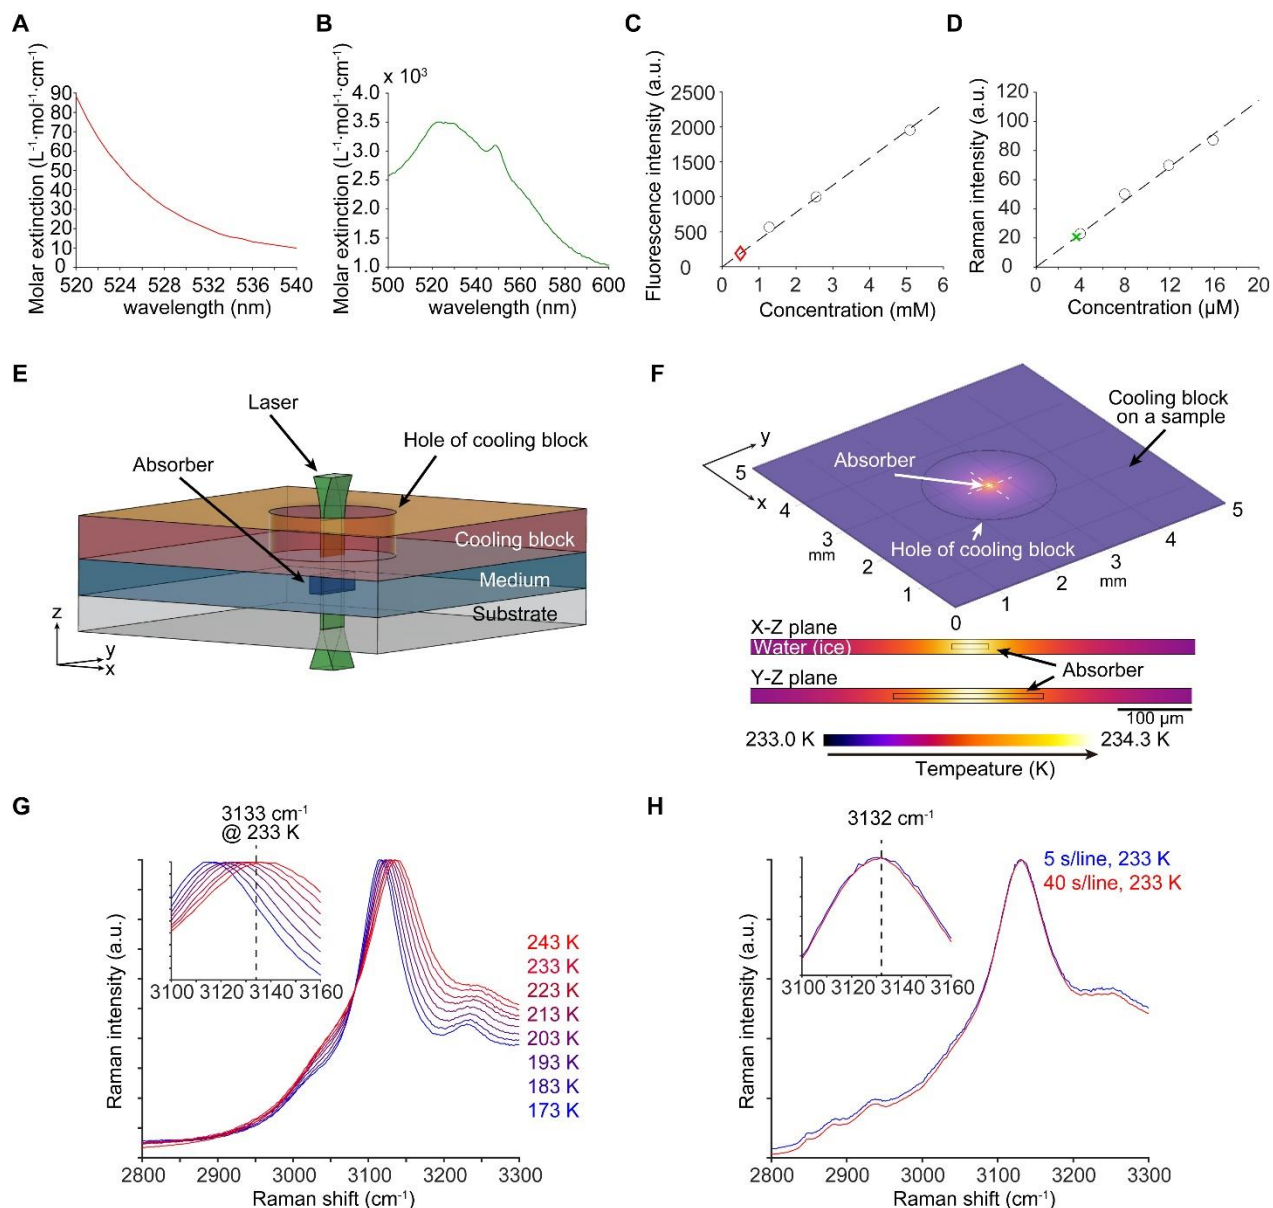 A
Molar extinction (L⁻¹·mol⁻¹·cm⁻¹)
90
80
70
60
50
40
30
20
10
0
520 524 528 532 536 540
wavelength (nm)
B
Molar extinction (L⁻¹·mol⁻¹·cm⁻¹)
x 10³
4.0
3.5
3.0
2.5
2.0
1.5
1.0
500 520 540 560 580 600
wavelength (nm)
C
Fluorescence intensity (a.u.)
2500
2000
1500
1000
500
0
0 1 2 3 4 5 6
Concentration (mM)
D
Raman intensity (a.u.)
120
100
80
60
40
20
0
0 4 8 12 16 20
Concentration (µM)
E
Laser
Hole of cooling block
Absorber
Cooling block
Medium
Substrate
z
y
x
F
Cooling block
on a sample
y
x
Absorber
Hole of cooling block
5
4
3
mm
2
1
0
1
2
3
mm
4
5
X-Z plane
Water (ice)
Absorber
Y-Z plane
100 µm
233.0 K
234.3 K
Tempeature (K)
G
3133 cm⁻¹
@ 233 K
3100 3120 3140 3160
243 K
233 K
223 K
213 K
203 K
193 K
183 K
173 K
Raman intensity (a.u.)
2800 2900 3000 3100 3200 3300
Raman shift (cm⁻¹)
H
3132 cm⁻¹
5 s/line, 233 K
40 s/line, 233 K
3100 3120 3140 3160
Raman intensity (a.u.)
2800 2900 3000 3100 3200 3300
Raman shift (cm⁻¹)